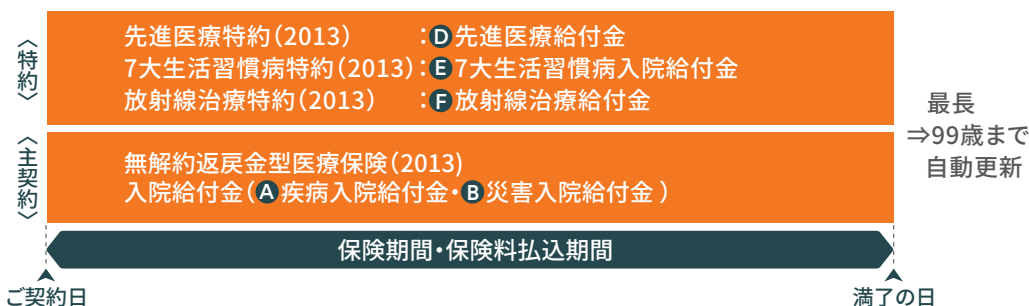 〈特約〉
先進医療特約(2013) :D先進医療給付金
7大生活習慣病特約(2013):E7大生活習慣病入院給付金
放射線治療特約(2013) :F放射線治療給付金
〈主契約〉
無解約返戻金型医療保険(2013)
入院給付金(A疾病入院給付金・B災害入院給付金)
最長
⇒99歳まで
自動更新
保険期間・保険料払込期間
ご契約日
満了の日